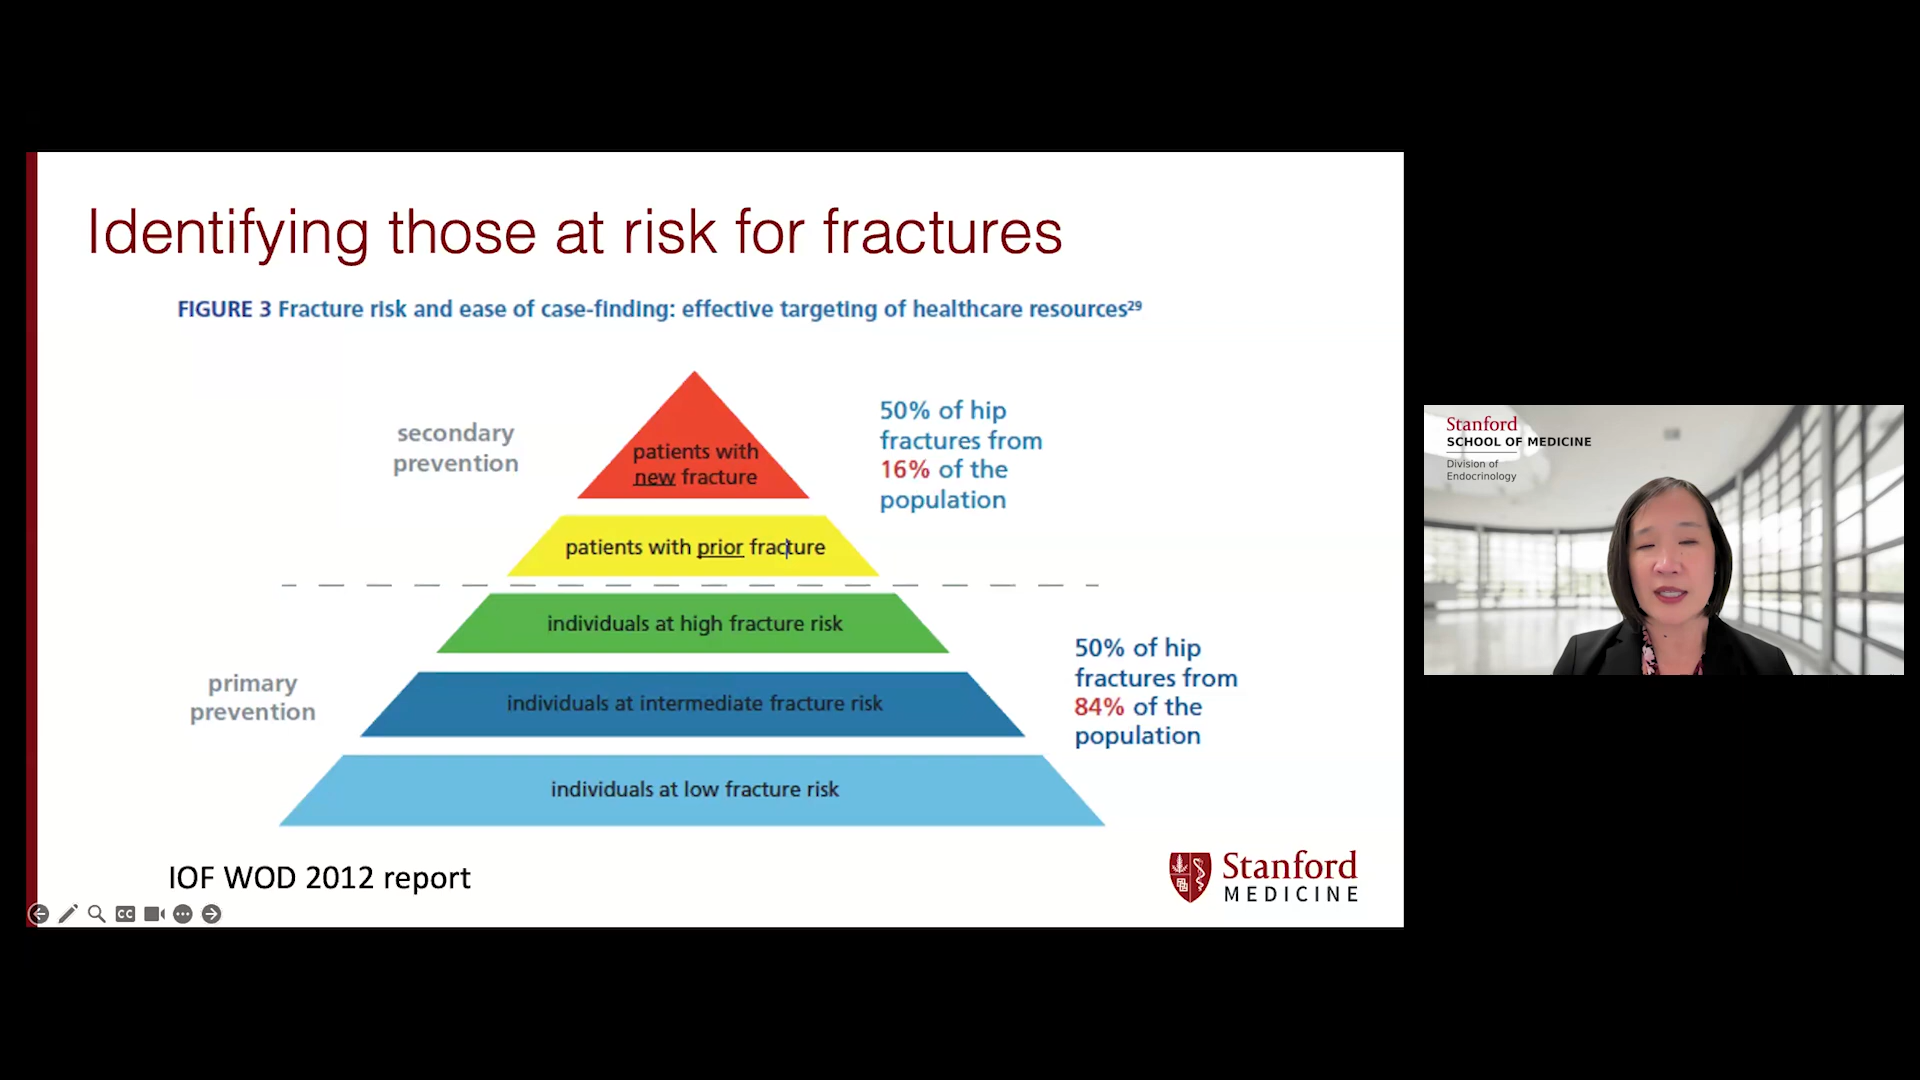 Identifying those at risk for fractures
FIGURE 3 Fracture risk and ease of case-finding: effective targeting of healthcare resources²⁹
secondary
prevention
patients with
new fracture
50% of hip
fractures from
16% of the
population
patients with prior fracture
individuals at high fracture risk
primary
prevention
individuals at intermediate fracture risk
50% of hip
fractures from
84% of the
population
individuals at low fracture risk
IOF WOD 2012 report
CC
Stanford
MEDICINE
Stanford
SCHOOL OF MEDICINE
Division of
Endocrinology